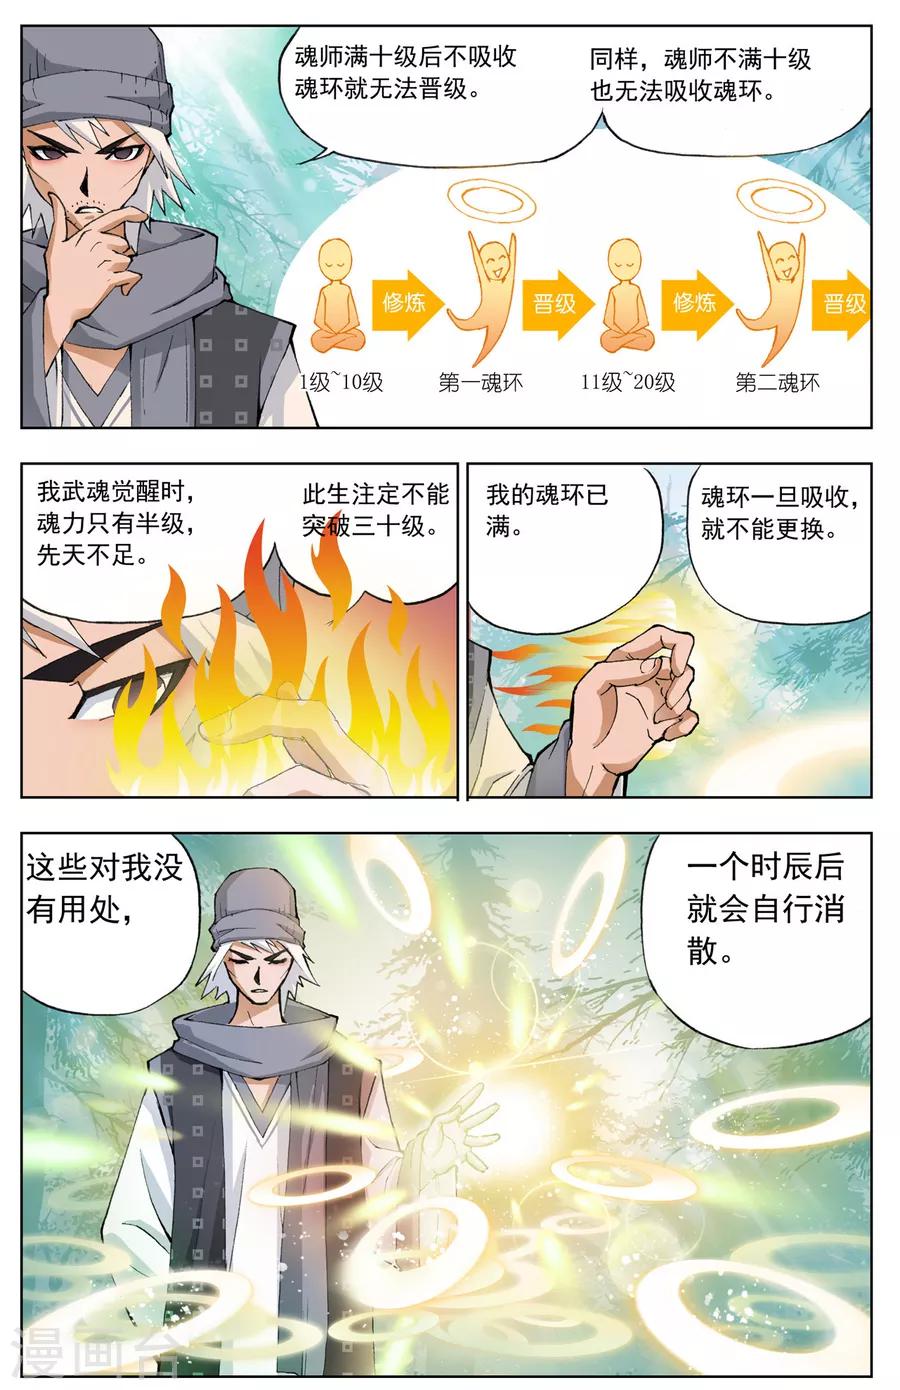 魂师满十级后不吸收
魂环就无法晋级。
同样，魂师不满十级
也无法吸收魂环。
修炼
晋级
修炼
晋级
1级~10级
第一魂环
11级~20级
第二魂环
我武魂觉醒时，
魂力只有半级，
先天不足。
此生注定不能
突破三十级。
我的魂环已
满。
魂环一旦吸收，
就不能更换。
这些对我没
有用处，
一个时辰后
就会自行消
散。
漫画台